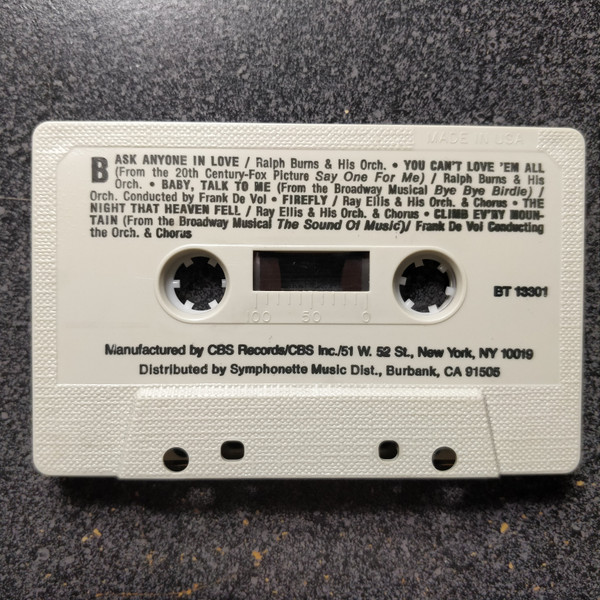 MADE IN U.S.A.
B ASK ANYONE IN LOVE / Ralph Burns & His Orch. • YOU CAN'T LOVE 'EM ALL
(From the 20th Century-Fox Picture Say One For Me) / Ralph Burns & His
Orch. • BABY, TALK TO ME (From the Broadway Musical Bye Bye Birdie) /
Orch. Conducted by Frank De Vol • FIREFLY / Ray Ellis & His Orch. & Chorus • THE
NIGHT THAT HEAVEN FELL / Ray Ellis & His Orch. & Chorus • CLIMB EV'RY MOUN-
TAIN (From the Broadway Musical The Sound Of Music)/ Frank De Vol Conducting
the Orch. & Chorus
BT 13301
100 50 0
Manufactured by CBS Records/CBS Inc./51 W. 52 St., New York, NY 10019
Distributed by Symphonette Music Dist., Burbank, CA 91505